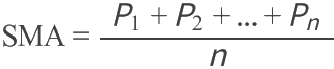 SMA = P₁ + P₂ + ... + Pₙ / n